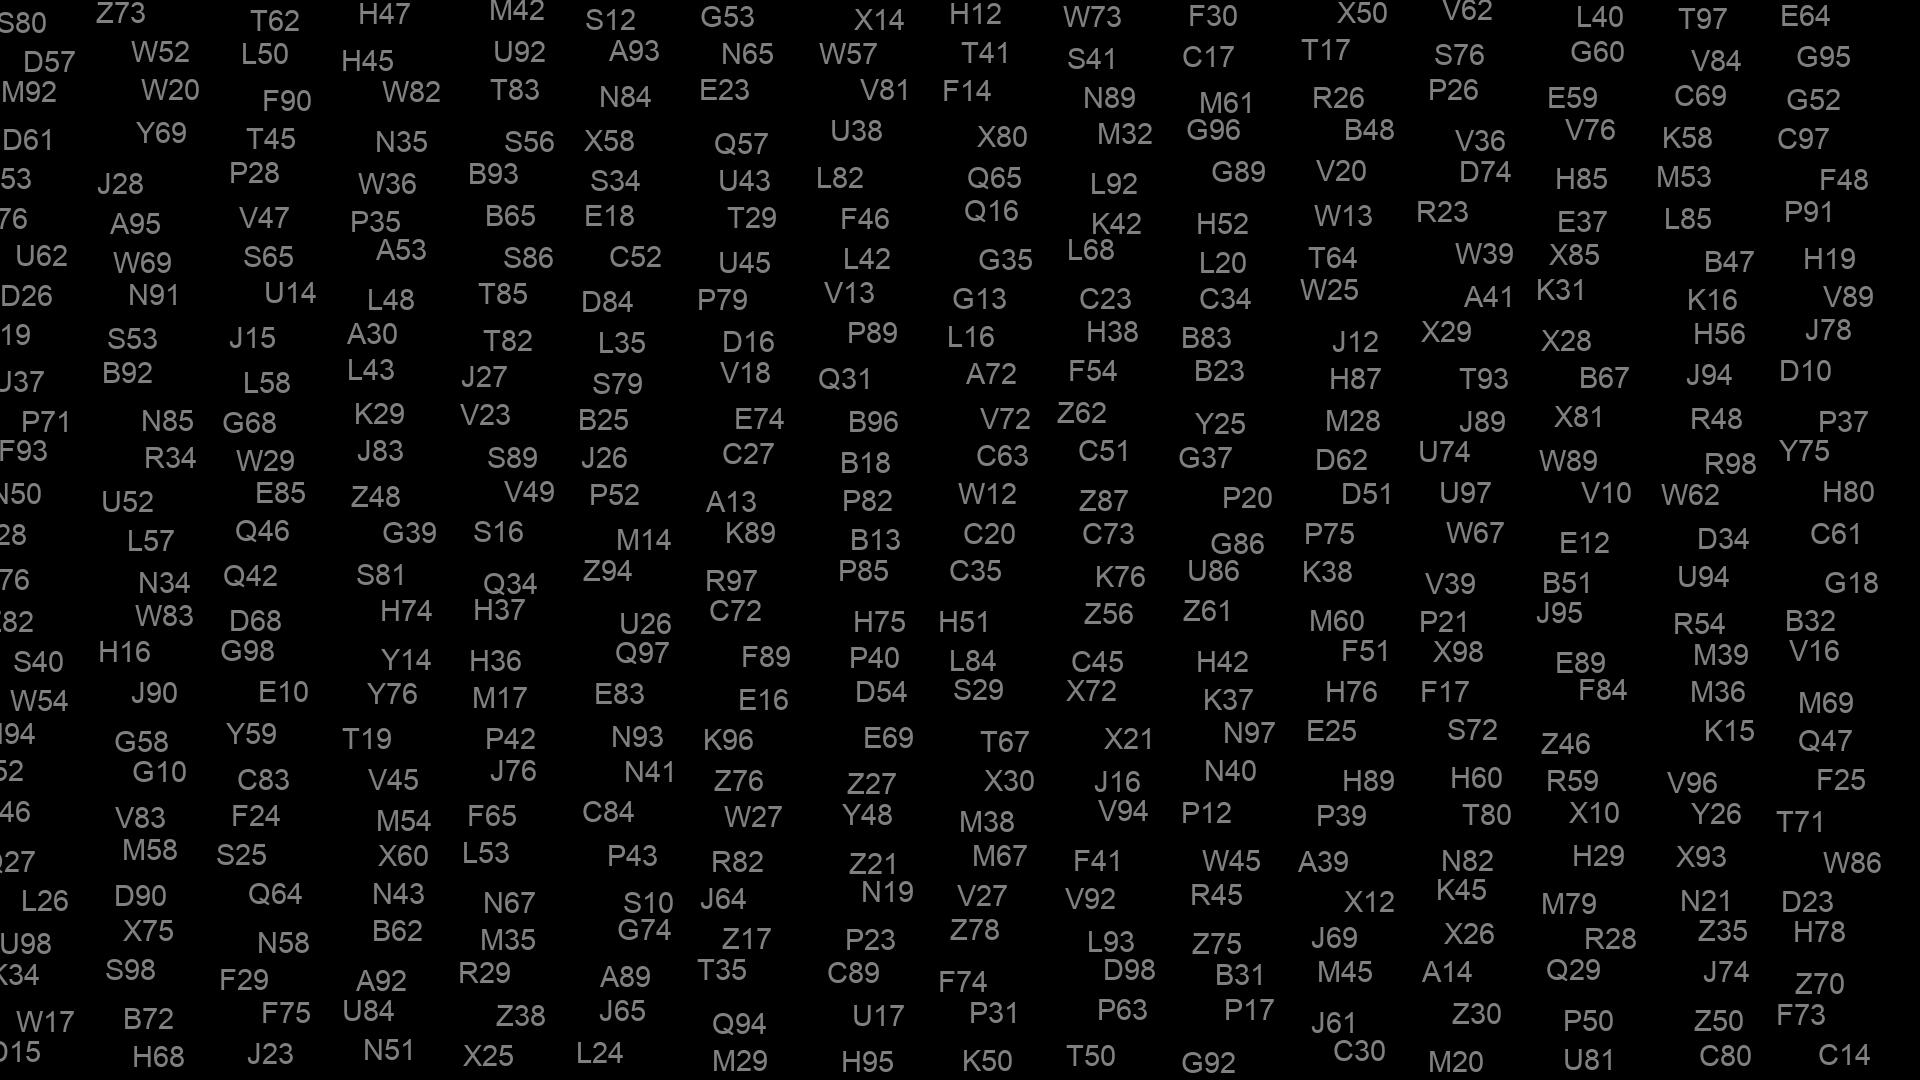 S80 Z73 T62 H47 M42 S12 G53 X14 H12 W73 F30 X50 V62 L40 T97 E64
D57 W52 L50 H45 U92 A93 N65 W57 T41 S41 C17 T17 S76 G60 V84 G95
M92 W20 F90 W82 T83 N84 E23 V81 F14 N89 M61 R26 P26 E59 C69 G52
D61 Y69 T45 N35 S56 X58 Q57 U38 X80 M32 G96 B48 V36 V76 K58 C97
53 J28 P28 W36 B93 S34 U43 L82 Q65 L92 G89 V20 D74 H85 M53 F48
76 A95 V47 P35 B65 E18 T29 F46 Q16 K42 H52 W13 R23 E37 L85 P91
U62 W69 S65 A53 S86 C52 U45 L42 G35 L68 L20 T64 W39 X85 B47 H19
D26 N91 U14 L48 T85 D84 P79 V13 G13 C23 C34 W25 A41 K31 K16 V89
19 S53 J15 A30 T82 L35 D16 P89 L16 H38 B83 J12 X29 X28 H56 J78
U37 B92 L58 L43 J27 S79 V18 Q31 A72 F54 B23 H87 T93 B67 J94 D10
P71 N85 G68 K29 V23 B25 E74 B96 V72 Z62 Y25 M28 J89 X81 R48 P37
F93 R34 W29 J83 S89 J26 C27 B18 C63 C51 G37 D62 U74 W89 R98 Y75
N50 U52 E85 Z48 V49 P52 A13 P82 W12 Z87 P20 D51 U97 V10 W62 H80
28 L57 Q46 G39 S16 M14 K89 B13 C20 C73 G86 P75 W67 E12 D34 C61
76 N34 Q42 S81 Q34 Z94 R97 P85 C35 K76 U86 K38 V39 B51 U94 G18
82 W83 D68 H74 H37 U26 C72 H75 H51 Z56 Z61 M60 P21 J95 R54 B32
S40 H16 G98 Y14 H36 Q97 F89 P40 L84 C45 H42 F51 X98 E89 M39 V16
W54 J90 E10 Y76 M17 E83 E16 D54 S29 X72 K37 H76 F17 F84 M36 M69
94 G58 Y59 T19 P42 N93 K96 E69 T67 X21 N97 E25 S72 Z46 K15 Q47
52 G10 C83 V45 J76 N41 Z76 Z27 X30 J16 N40 H89 H60 R59 V96 F25
46 V83 F24 M54 F65 C84 W27 Y48 M38 V94 P12 P39 T80 X10 Y26 T71
Q27 M58 S25 X60 L53 P43 R82 Z21 M67 F41 W45 A39 N82 H29 X93 W86
L26 D90 Q64 N43 N67 S10 J64 N19 V27 V92 R45 X12 K45 M79 N21 D23
U98 X75 N58 B62 M35 G74 Z17 P23 Z78 L93 Z75 J69 X26 R28 Z35 H78
K34 S98 F29 A92 R29 A89 T35 C89 F74 D98 B31 M45 A14 Q29 J74 Z70
W17 B72 F75 U84 Z38 J65 Q94 U17 P31 P63 P17 J61 Z30 P50 Z50 F73
15 H68 J23 N51 X25 L24 M29 H95 K50 T50 G92 C30 M20 U81 C80 C14